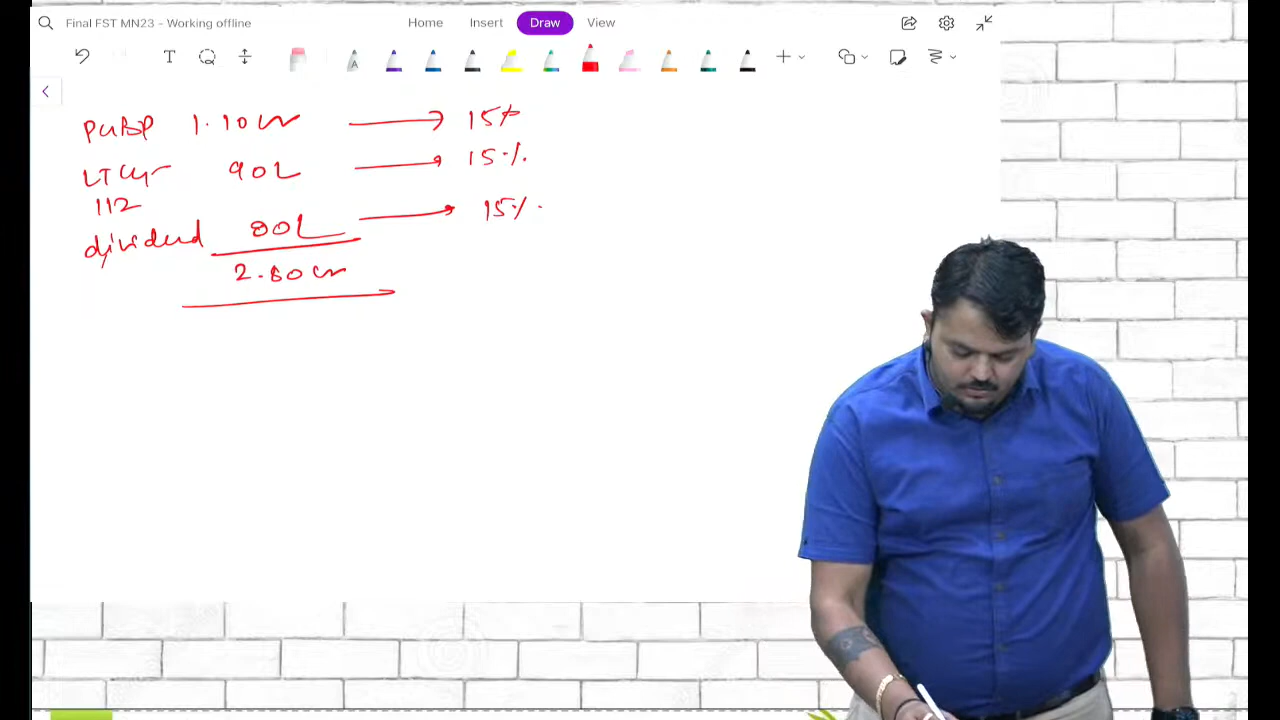 Final FST MN23 - Working offline
Home Insert Draw View
T
A
PGBP 1.10 cr → 15%
LTCG 90L → 15%.
112
dividend 80L → 15%.
2.80 cr